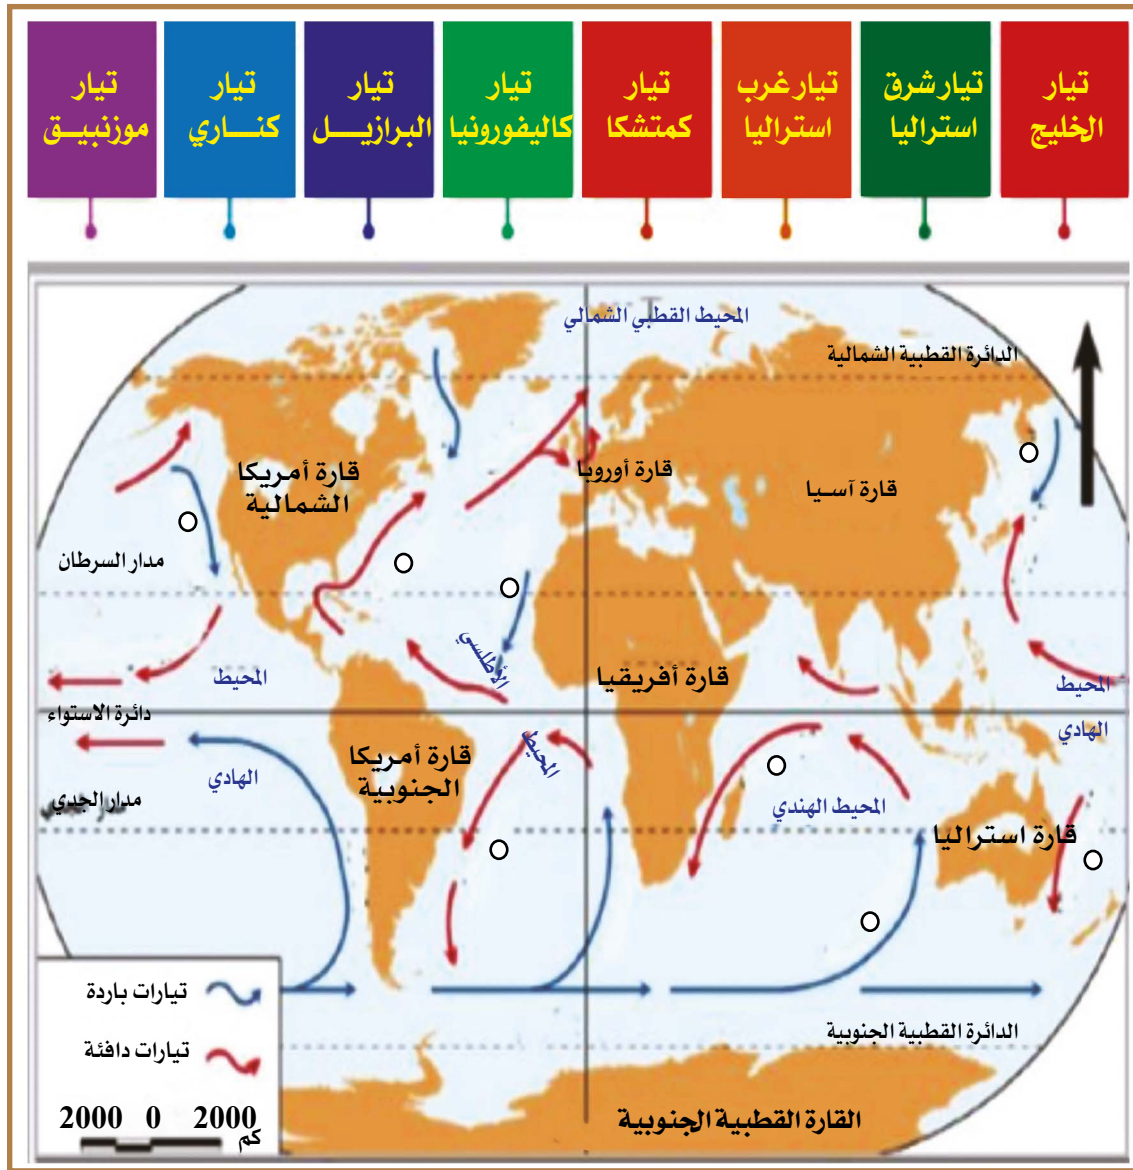 تيار
الخليج
تيار شرق
استراليا
تيار غرب
استراليا
تيار
كمتشكا
تيار
كاليفورونيا
تيار
البرازيـــــل
تيار
كنـــاري
تيار
موزنبيـق
المحيط القطبي الشمالي
الدائرة القطبية الشمالية
قارة أمريكا
الشمالية
قارة أوروبا
قارة آسـيا
مدار السرطان
الأطلسي
قارة أفريقيا
المحيط
المحيط
دائرة الاستواء
الهادي
قارة أمريكا
الجنوبية
المحيط
الهادي
مدار الجدي
المحيط الهندي
قارة استراليا
تيارات باردة
الدائرة القطبية الجنوبية
تيارات دافئة
2000 0 2000
كم
القارة القطبية الجنوبية